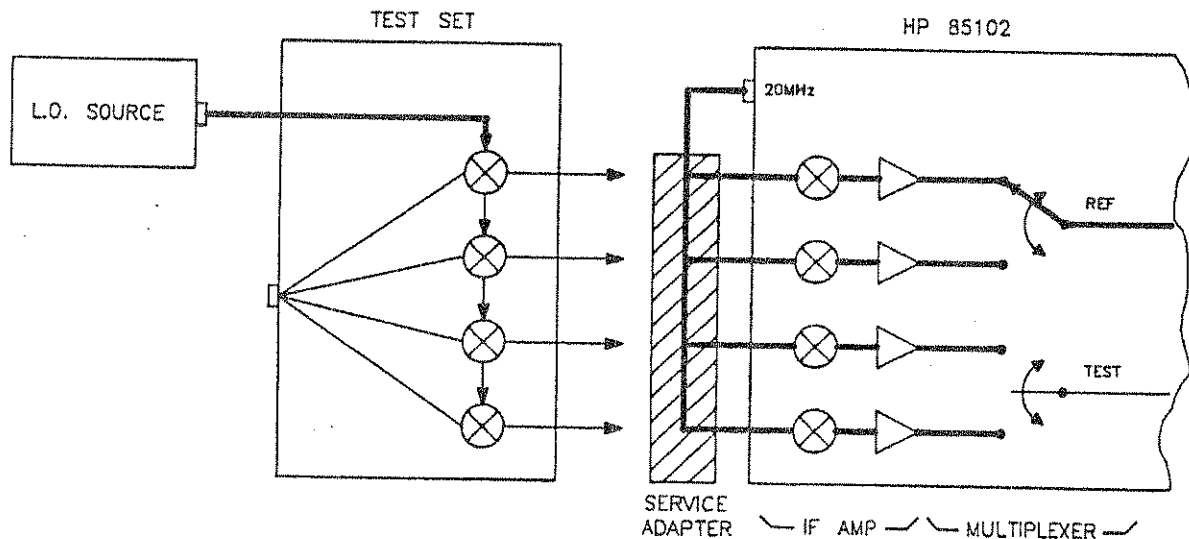 TEST SET
HP 85102
L.O. SOURCE
20MHz
REF
TEST
SERVICE
ADAPTER
IF AMP
MULTIPLEXER